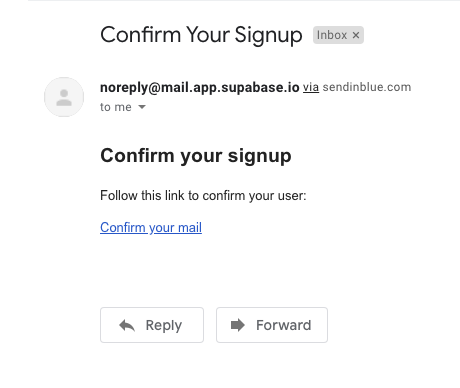 Confirm Your Signup Inbox ×
noreply@mail.app.supabase.io via sendinblue.com
to me
Confirm your signup
Follow this link to confirm your user:
Confirm your mail
Reply Forward